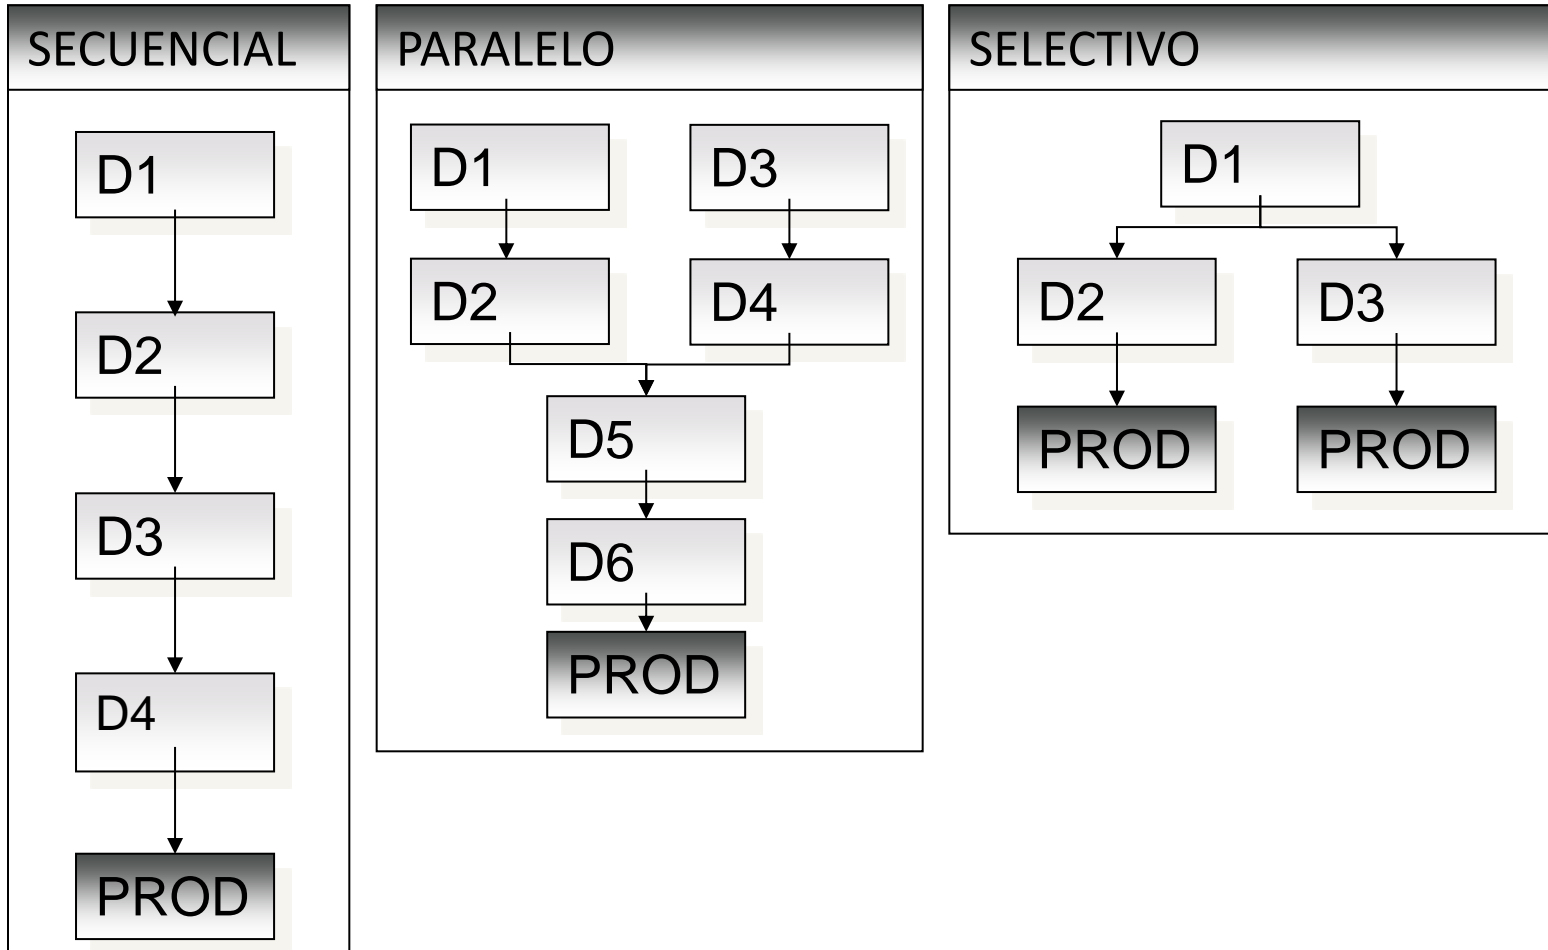 SECUENCIAL
D1
D2
D3
D4
PROD
PARALELO
D1
D3
D2
D4
D5
D6
PROD
SELECTIVO
D1
D2
D3
PROD
PROD